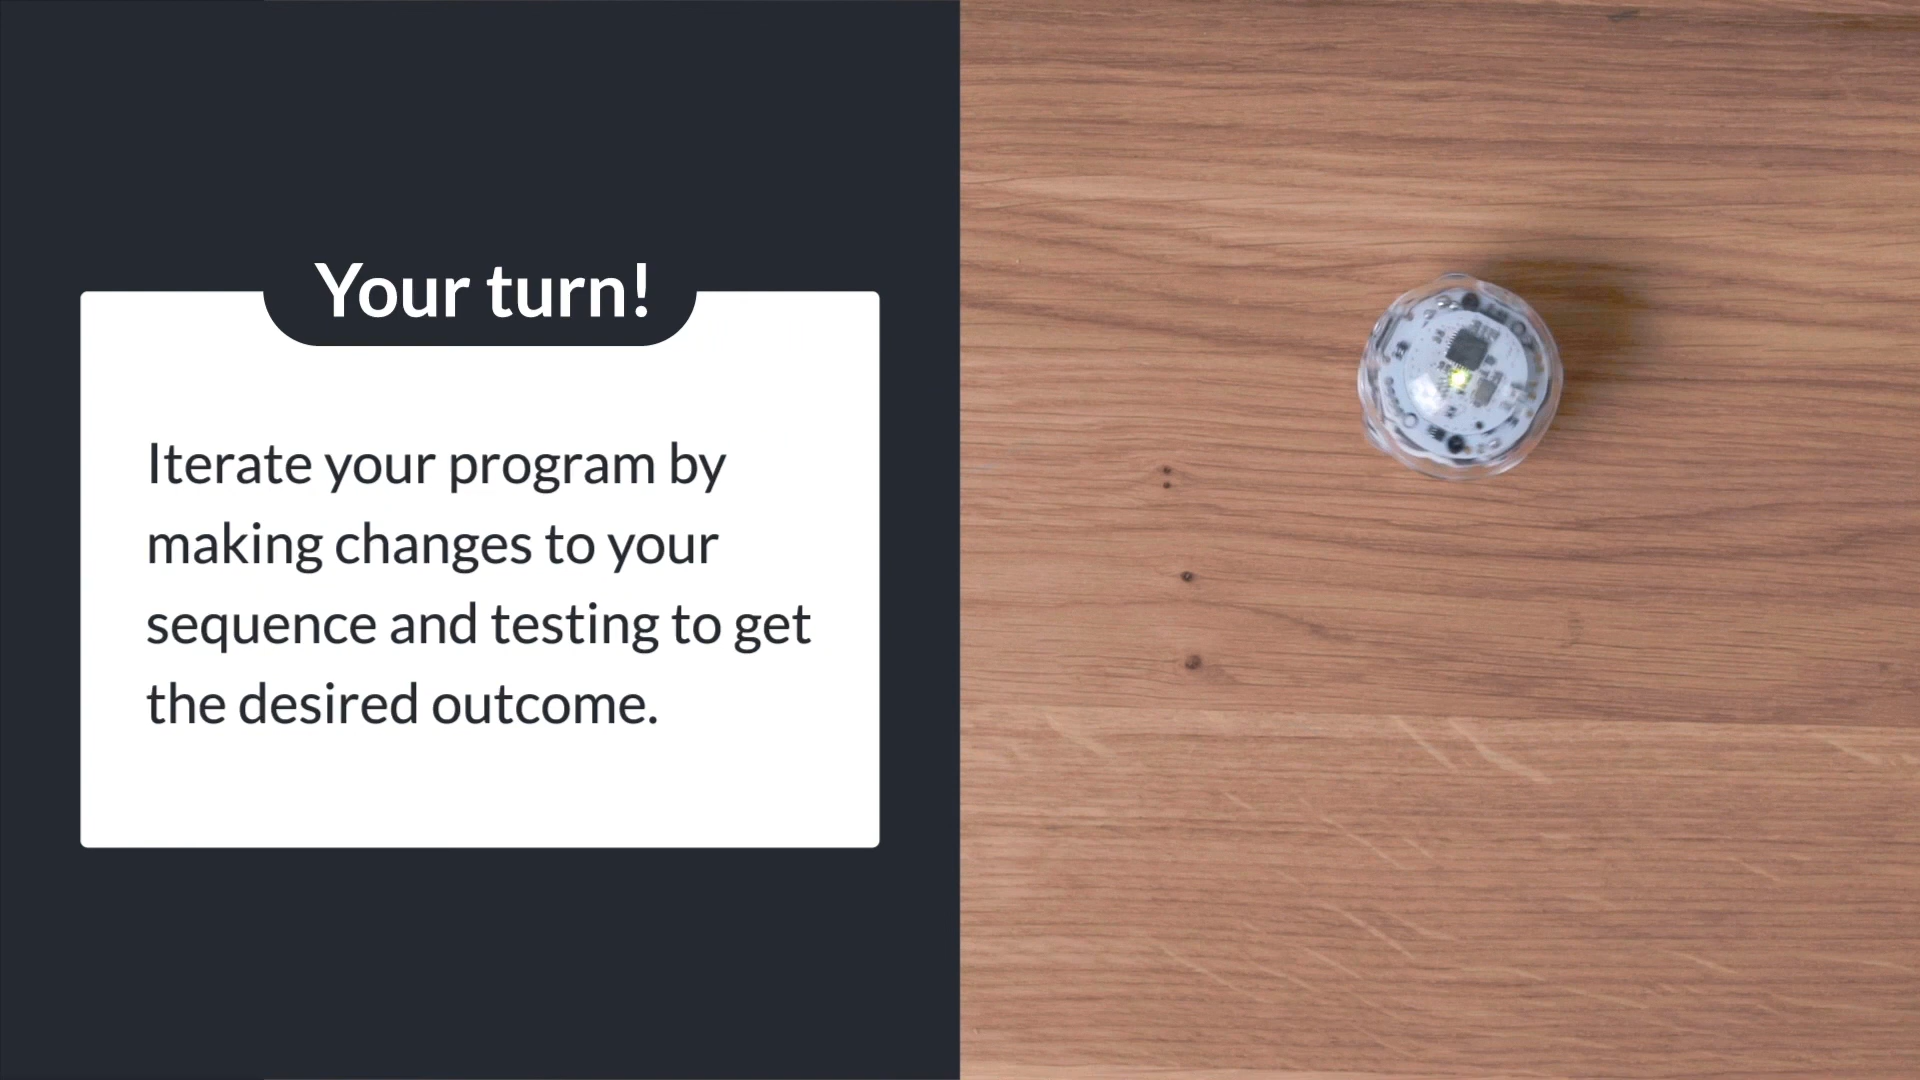 Your turn!
Iterate your program by
making changes to your
sequence and testing to get
the desired outcome.